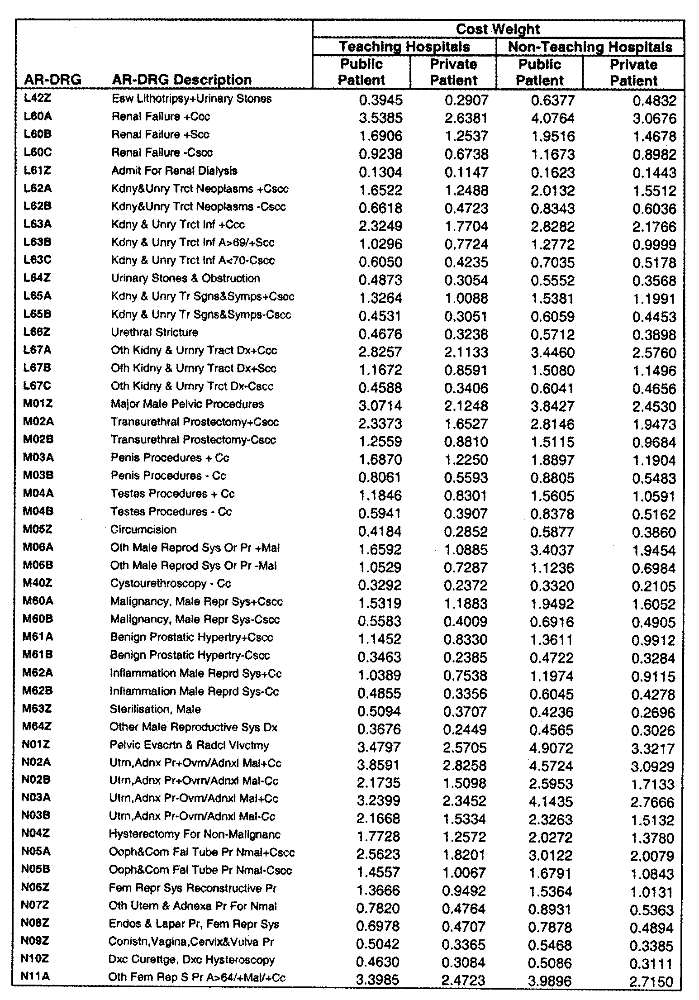 Cost Weight
Teaching Hospitals Non-Teaching Hospitals
Public Private Public Private
AR-DRG AR-DRG Description Patient Patient Patient Patient
L42Z Esw Lithotripsy+Urinary Stones 0.3945 0.2907 0.6377 0.4832
L60A Renal Failure +Ccc 3.5385 2.6381 4.0764 3.0676
L60B Renal Failure +Scc 1.6906 1.2537 1.9516 1.4678
L60C Renal Failure -Cscc 0.9238 0.6738 1.1673 0.8982
L61Z Admit For Renal Dialysis 0.1304 0.1147 0.1623 0.1443
L62A Kdny&Unry Trct Neoplasms +Cscc 1.6522 1.2488 2.0132 1.5512
L62B Kdny&Unry Trct Neoplasms -Cscc 0.6618 0.4723 0.8343 0.6036
L63A Kdny & Unry Trct Inf +Ccc 2.3249 1.7704 2.8282 2.1766
L63B Kdny & Unry Trct Inf A>69/+Scc 1.0296 0.7724 1.2772 0.9999
L63C Kdny & Unry Trct Inf A<70-Cscc 0.6050 0.4235 0.7035 0.5178
L64Z Urinary Stones & Obstruction 0.4873 0.3054 0.5552 0.3568
L65A Kdny & Unry Tr Sgns&Symps+Cscc 1.3264 1.0088 1.5381 1.1991
L65B Kdny & Unry Tr Sgns&Symps-Cscc 0.4531 0.3051 0.6059 0.4453
L66Z Urethral Stricture 0.4676 0.3238 0.5712 0.3898
L67A Oth Kidny & Urnry Tract Dx+Ccc 2.8257 2.1133 3.4460 2.5760
L67B Oth Kidny & Urnry Tract Dx+Scc 1.1672 0.8591 1.5080 1.1496
L67C Oth Kidny & Urnry Trct Dx-Cscc 0.4588 0.3406 0.6041 0.4656
M01Z Major Male Pelvic Procedures 3.0714 2.1248 3.8427 2.4530
M02A Transurethral Prostectomy+Cscc 2.3373 1.6527 2.8146 1.9473
M02B Transurethral Prostectomy-Cscc 1.2559 0.8810 1.5115 0.9684
M03A Penis Procedures + Cc 1.6870 1.2250 1.8897 1.1904
M03B Penis Procedures - Cc 0.8061 0.5593 0.8805 0.5483
M04A Testes Procedures + Cc 1.1846 0.8301 1.5605 1.0591
M04B Testes Procedures - Cc 0.5941 0.3907 0.8378 0.5162
M05Z Circumcision 0.4184 0.2852 0.5877 0.3860
M06A Oth Male Reprod Sys Or Pr +Mal 1.6592 1.0885 3.4037 1.9454
M06B Oth Male Reprod Sys Or Pr -Mal 1.0529 0.7287 1.1236 0.6984
M40Z Cystourethroscopy - Cc 0.3292 0.2372 0.3320 0.2105
M60A Malignancy, Male Repr Sys+Cscc 1.5319 1.1883 1.9492 1.6052
M60B Malignancy, Male Repr Sys-Cscc 0.5583 0.4009 0.6916 0.4905
M61A Benign Prostatic Hypertry+Cscc 1.1452 0.8330 1.3611 0.9912
M61B Benign Prostatic Hypertry-Cscc 0.3463 0.2385 0.4722 0.3284
M62A Inflammation Male Reprd Sys+Cc 1.0389 0.7538 1.1974 0.9115
M62B Inflammation Male Reprd Sys-Cc 0.4855 0.3356 0.6045 0.4278
M63Z Sterilisation, Male 0.5094 0.3707 0.4236 0.2696
M64Z Other Male Reproductive Sys Dx 0.3676 0.2449 0.4565 0.3026
N01Z Pelvic Evscrtn & Radcl Vlvctmy 3.4797 2.5705 4.9072 3.3217
N02A Utrn,Adnx Pr+Ovrn/Adnxl Mal+Cc 3.8591 2.8258 4.5724 3.0929
N02B Utrn,Adnx Pr+Ovrn/Adnxl Mal-Cc 2.1735 1.5098 2.5953 1.7133
N03A Utrn,Adnx Pr-Ovrn/Adnxl Mal+Cc 3.2399 2.3452 4.1435 2.7666
N03B Utrn,Adnx Pr-Ovrn/Adnxl Mal-Cc 2.1668 1.5334 2.3263 1.5132
N04Z Hysterectomy For Non-Malignanc 1.7728 1.2572 2.0272 1.3780
N05A Ooph&Com Fal Tube Pr Nmal+Cscc 2.5623 1.8201 3.0122 2.0079
N05B Ooph&Com Fal Tube Pr Nmal-Cscc 1.4557 1.0067 1.6791 1.0843
N06Z Fem Repr Sys Reconstructive Pr 1.3666 0.9492 1.5364 1.0131
N07Z Oth Utern & Adnexa Pr For Nmal 0.7820 0.4764 0.8931 0.5363
N08Z Endos & Lapar Pr, Fem Repr Sys 0.6978 0.4707 0.7878 0.4894
N09Z Conistn,Vagina,Cervix&Vulva Pr 0.5042 0.3365 0.5468 0.3385
N10Z Dxc Curettge, Dxc Hysteroscopy 0.4630 0.3084 0.5086 0.3111
N11A Oth Fem Rep S Pr A>64/+Mal/+Cc 3.3985 2.4723 3.9896 2.7150